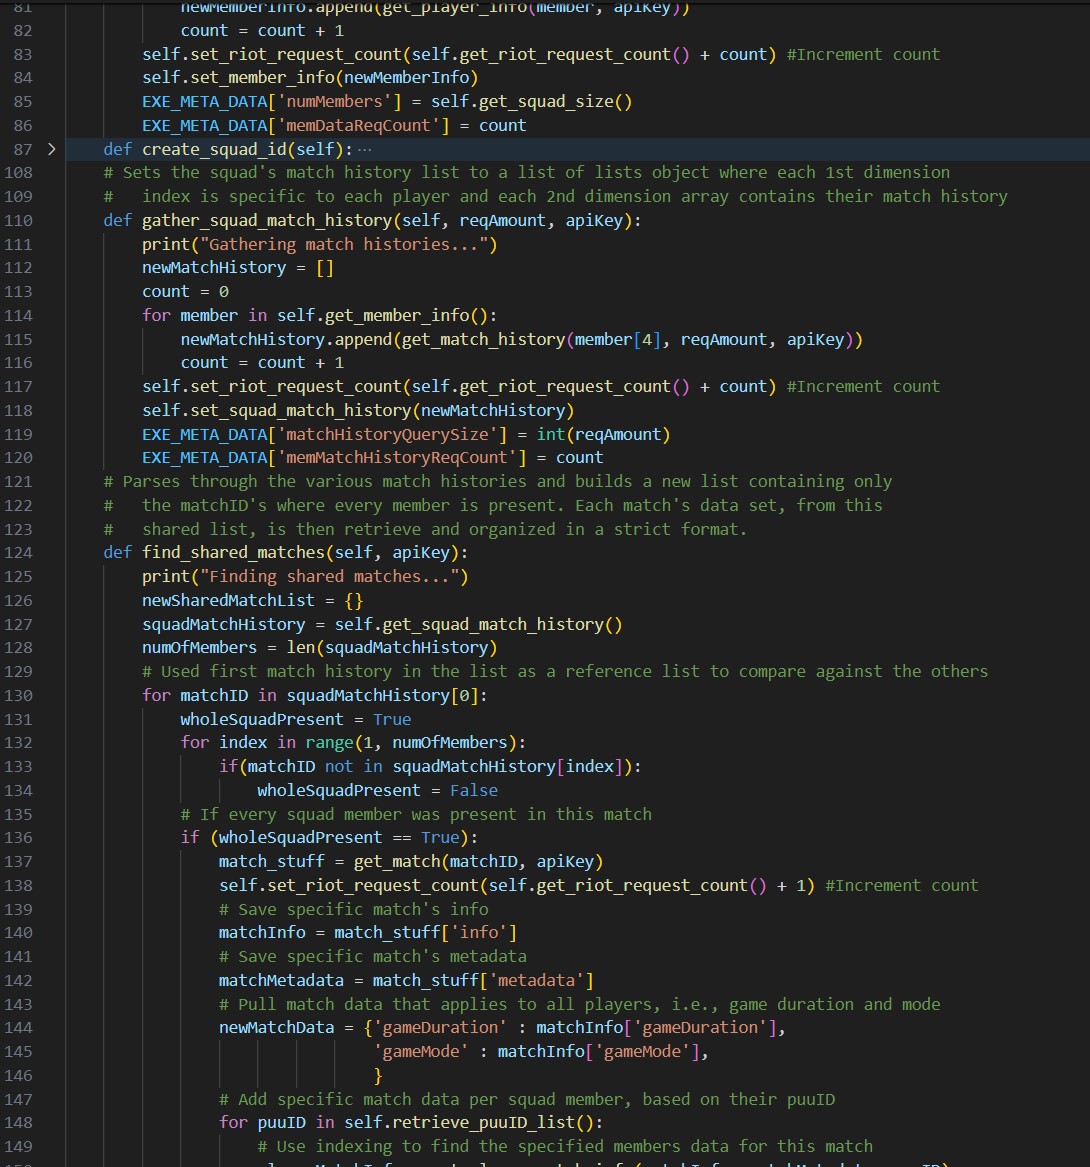 81 newMemberInfo.append(get_player_info(member, apiKey))
82 count = count + 1
83 self.set_riot_request_count(self.get_riot_request_count() + count) #Increment count
84 self.set_member_info(newMemberInfo)
85 EXE_META_DATA['numMembers'] = self.get_squad_size()
86 EXE_META_DATA['memDataReqCount'] = count
87 > def create_squad_id(self): ···
108 # Sets the squad's match history list to a list of lists object where each 1st dimension
109 #   index is specific to each player and each 2nd dimension array contains their match history
110 def gather_squad_match_history(self, reqAmount, apiKey):
111 print("Gathering match histories...")
112 newMatchHistory = []
113 count = 0
114 for member in self.get_member_info():
115 newMatchHistory.append(get_match_history(member[4], reqAmount, apiKey))
116 count = count + 1
117 self.set_riot_request_count(self.get_riot_request_count() + count) #Increment count
118 self.set_squad_match_history(newMatchHistory)
119 EXE_META_DATA['matchHistoryQuerySize'] = int(reqAmount)
120 EXE_META_DATA['memMatchHistoryReqCount'] = count
121 # Parses through the various match histories and builds a new list containing only
122 #   the matchID's where every member is present. Each match's data set, from this
123 #   shared list, is then retrieve and organized in a strict format.
124 def find_shared_matches(self, apiKey):
125 print("Finding shared matches...")
126 newSharedMatchList = {}
127 squadMatchHistory = self.get_squad_match_history()
128 numOfMembers = len(squadMatchHistory)
129 # Used first match history in the list as a reference list to compare against the others
130 for matchID in squadMatchHistory[0]:
131 wholeSquadPresent = True
132 for index in range(1, numOfMembers):
133 if(matchID not in squadMatchHistory[index]):
134 wholeSquadPresent = False
135 # If every squad member was present in this match
136 if (wholeSquadPresent == True):
137 match_stuff = get_match(matchID, apiKey)
138 self.set_riot_request_count(self.get_riot_request_count() + 1) #Increment count
139 # Save specific match's info
140 matchInfo = match_stuff['info']
141 # Save specific match's metadata
142 matchMetadata = match_stuff['metadata']
143 # Pull match data that applies to all players, i.e., game duration and mode
144 newMatchData = {'gameDuration' : matchInfo['gameDuration'],
145 'gameMode' : matchInfo['gameMode'],
146 }
147 # Add specific match data per squad member, based on their puuID
148 for puuID in self.retrieve_puuID_list():
149 # Use indexing to find the specified members data for this match